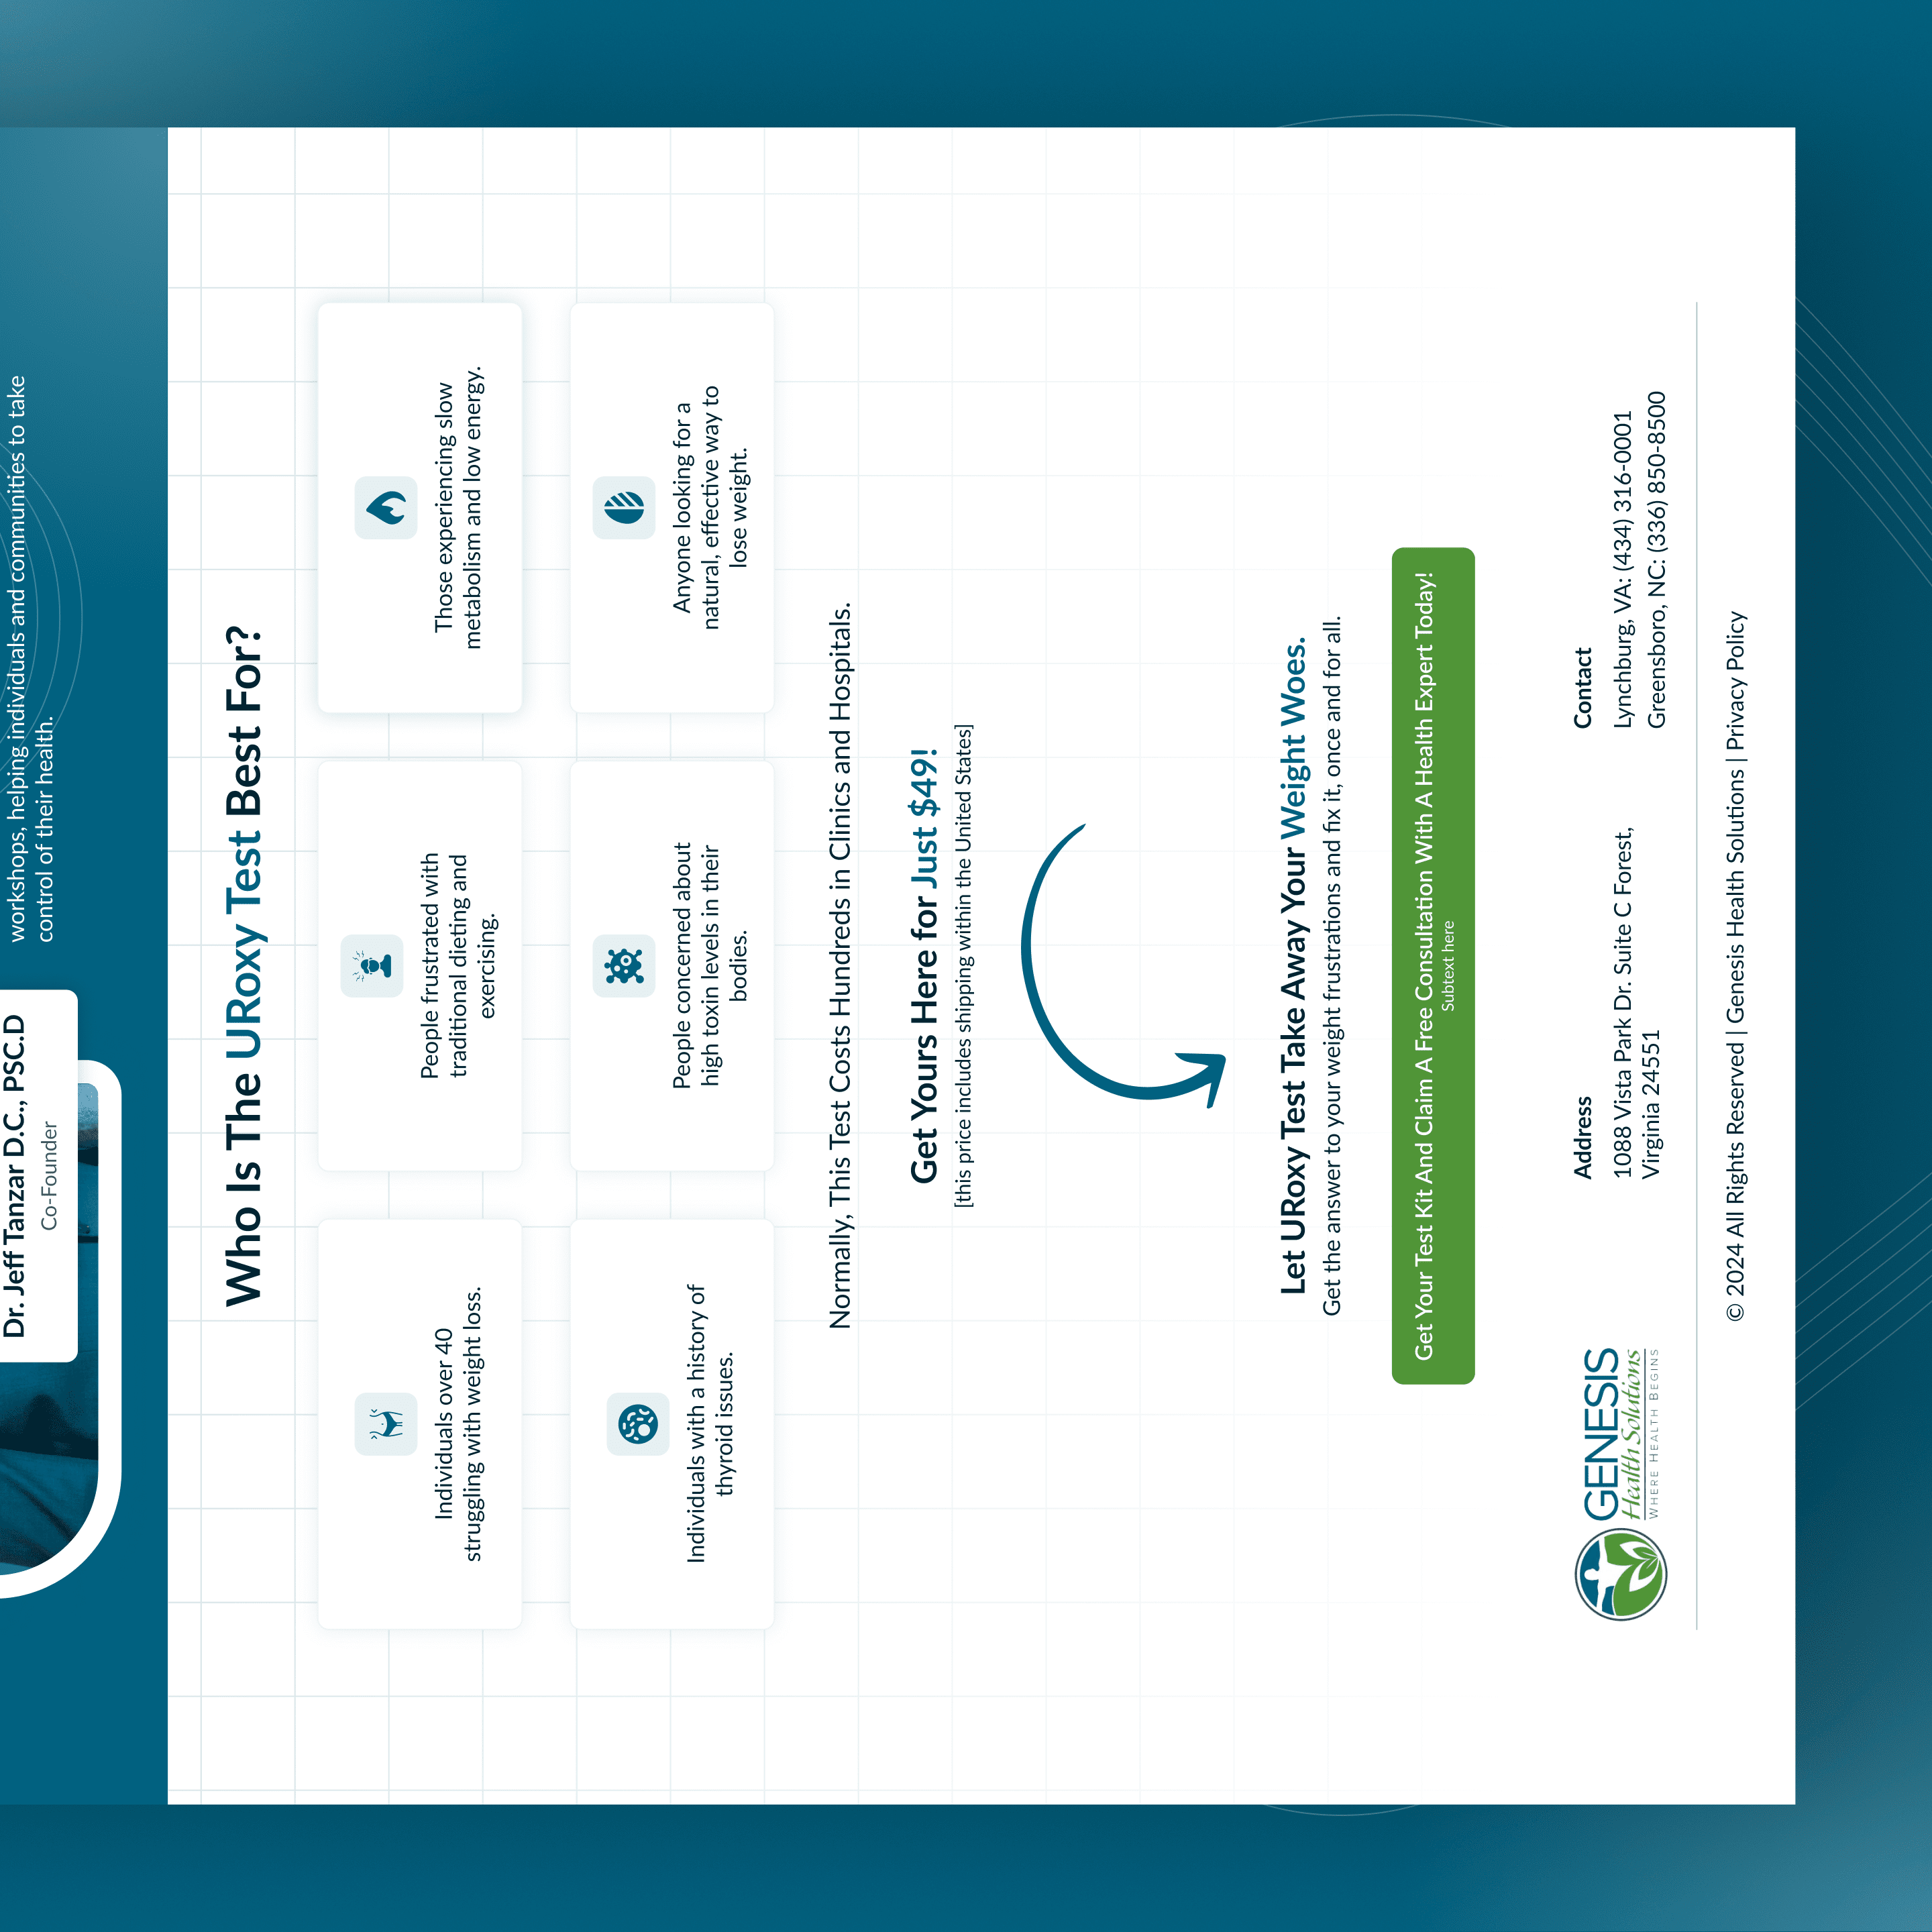 workshops, helping individuals and communities to take
control of their health.
Dr. Jeff Tanzar D.C., PSC.D
Co-Founder
Who Is The URoxy Test Best For?
Individuals over 40
struggling with weight loss.
People frustrated with
traditional dieting and
exercising.
Those experiencing slow
metabolism and low energy.
Individuals with a history of
thyroid issues.
People concerned about
high toxin levels in their
bodies.
Anyone looking for a
natural, effective way to
lose weight.
Normally, This Test Costs Hundreds in Clinics and Hospitals.
Get Yours Here for Just $49!
[this price includes shipping within the United States]
Let URoxy Test Take Away Your Weight Woes.
Get the answer to your weight frustrations and fix it, once and for all.
Get Your Test Kit And Claim A Free Consultation With A Health Expert Today!
Subtext here
GENESIS
Health Solutions
WHERE HEALTH BEGINS
Address
1088 Vista Park Dr. Suite C Forest,
Virginia 24551
Contact
Lynchburg, VA: (434) 316-0001
Greensboro, NC: (336) 850-8500
© 2024 All Rights Reserved | Genesis Health Solutions | Privacy Policy